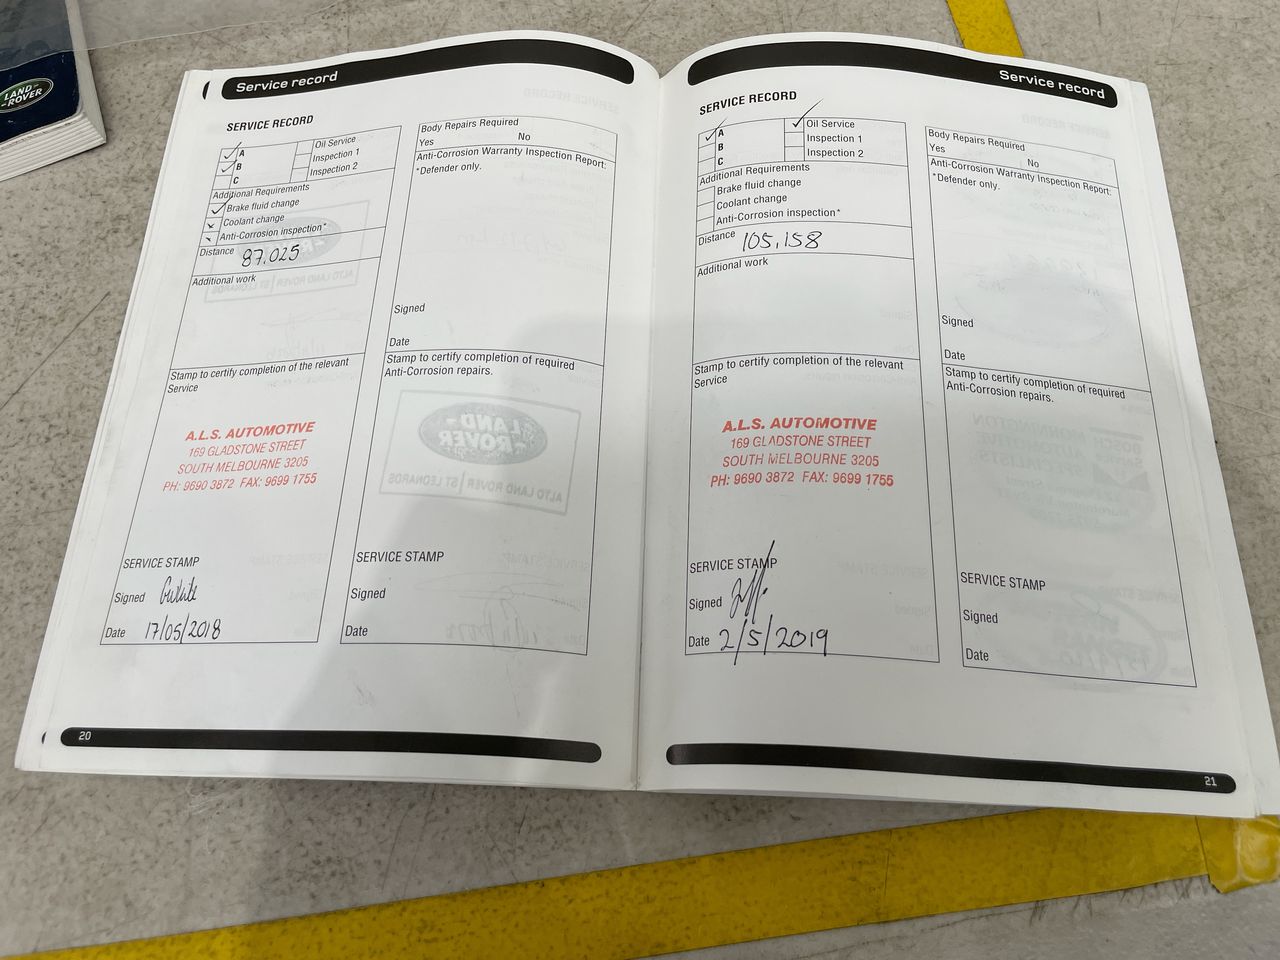 LAND-
-ROVER
Service record
SERVICE RECORD
A
B
C
Oil Service
Inspection 1
Inspection 2
Additional Requirements
Brake fluid change
Coolant change
Anti-Corrosion inspection*
Distance 87,025
Additional work
Stamp to certify completion of the relevant
Service
A.L.S. AUTOMOTIVE
169 GLADSTONE STREET
SOUTH MELBOURNE 3205
PH: 9690 3872 FAX: 9699 1755
SERVICE STAMP
Signed
Date 17/05/2018
Body Repairs Required
Yes No
Anti-Corrosion Warranty Inspection Report:
*Defender only.
Signed
Date
Stamp to certify completion of required
Anti-Corrosion repairs.
LAND-
ROVER
ALTO LAND ROVER | ST LEONARDS
SERVICE STAMP
Signed
Date
20
Service record
SERVICE RECORD
A
B
C
Oil Service
Inspection 1
Inspection 2
Additional Requirements
Brake fluid change
Coolant change
Anti-Corrosion inspection*
Distance 105,158
Additional work
Stamp to certify completion of the relevant
Service
A.L.S. AUTOMOTIVE
169 GLADSTONE STREET
SOUTH MELBOURNE 3205
PH: 9690 3872 FAX: 9699 1755
SERVICE STAMP
Signed
Date 2/5/2019
Body Repairs Required
Yes No
Anti-Corrosion Warranty Inspection Report:
*Defender only.
Signed
Date
Stamp to certify completion of required
Anti-Corrosion repairs.
SERVICE STAMP
Signed
Date
21